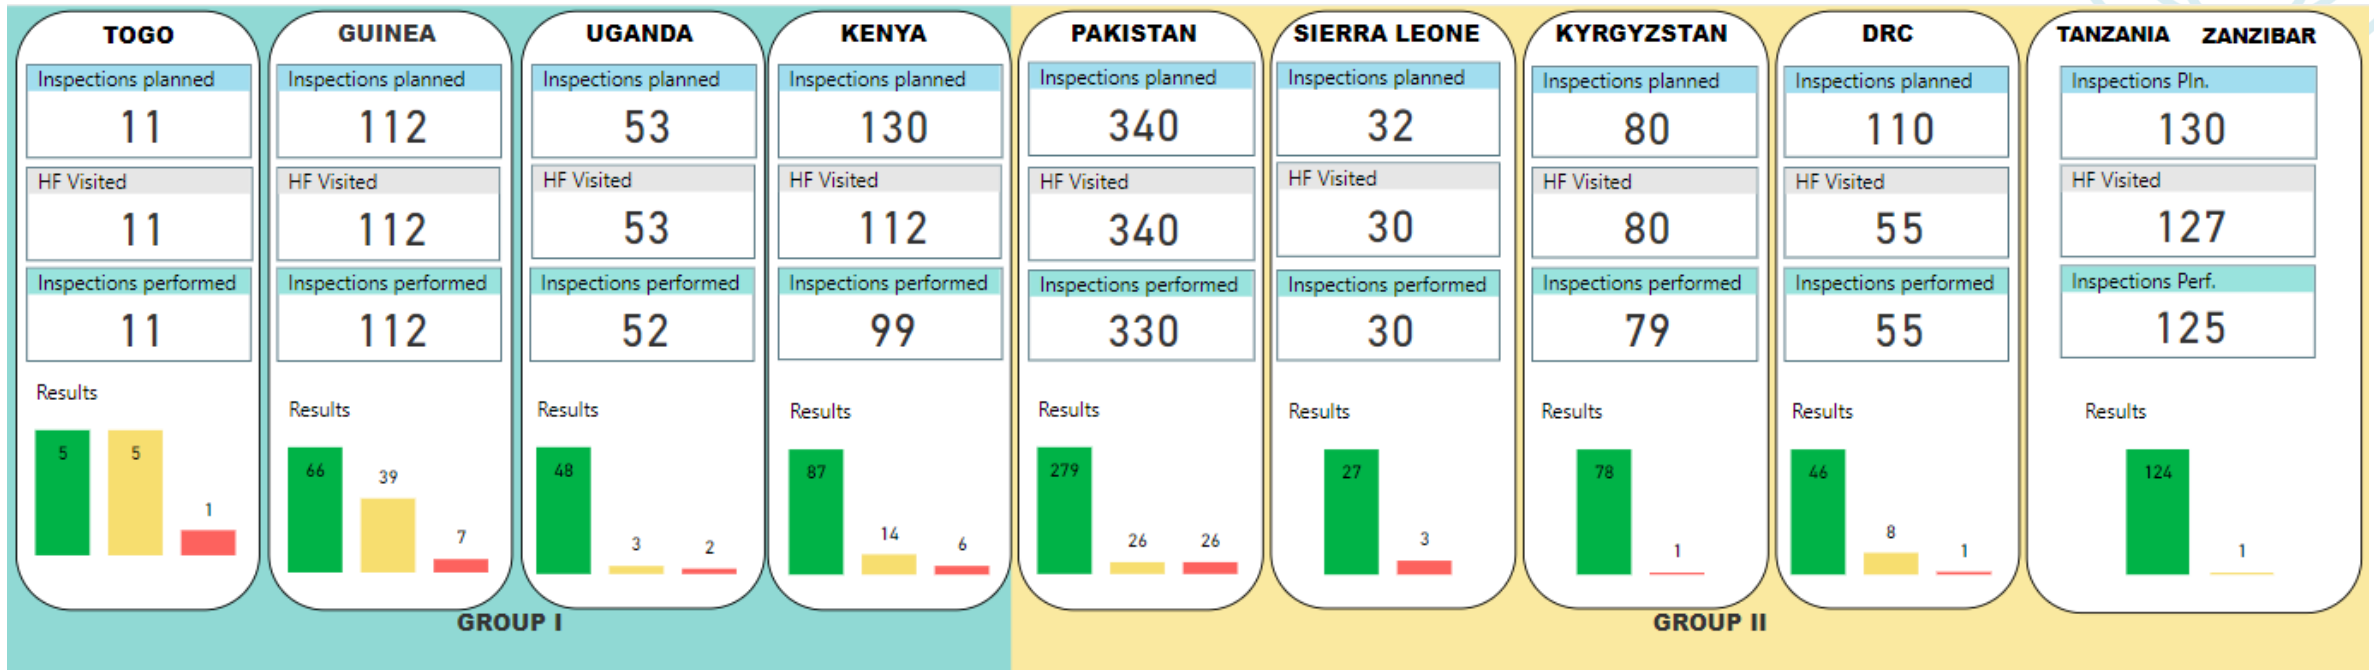 TOGO
Inspections planned
11
HF Visited
11
Inspections performed
11
Results
5
5
1
GUINEA
Inspections planned
112
HF Visited
112
Inspections performed
112
Results
66
39
7
UGANDA
Inspections planned
53
HF Visited
53
Inspections performed
52
Results
48
3
2
KENYA
Inspections planned
130
HF Visited
112
Inspections performed
99
Results
87
14
6
GROUP I
PAKISTAN
Inspections planned
340
HF Visited
340
Inspections performed
330
Results
279
26
26
SIERRA LEONE
Inspections planned
32
HF Visited
30
Inspections performed
30
Results
27
3
KYRGYZSTAN
Inspections planned
80
HF Visited
80
Inspections performed
79
Results
78
1
DRC
Inspections planned
110
HF Visited
55
Inspections performed
55
Results
46
8
1
TANZANIA ZANZIBAR
Inspections Pln.
130
HF Visited
127
Inspections Perf.
125
Results
124
1
GROUP II